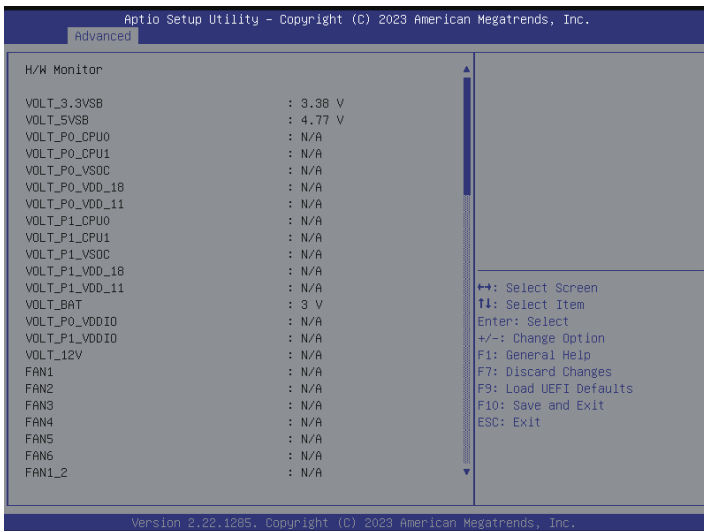 Aptio Setup Utility – Copyright (C) 2023 American Megatrends, Inc.
Advanced
H/W Monitor
VOLT_3.3VSB : 3.38 V
VOLT_5VSB : 4.77 V
VOLT_P0_CPU0 : N/A
VOLT_P0_CPU1 : N/A
VOLT_P0_VSOC : N/A
VOLT_P0_VDD_18 : N/A
VOLT_P0_VDD_11 : N/A
VOLT_P1_CPU0 : N/A
VOLT_P1_CPU1 : N/A
VOLT_P1_VSOC : N/A
VOLT_P1_VDD_18 : N/A
VOLT_P1_VDD_11 : N/A
VOLT_BAT : 3 V
VOLT_P0_VDDIO : N/A
VOLT_P1_VDDIO : N/A
VOLT_12V : N/A
FAN1 : N/A
FAN2 : N/A
FAN3 : N/A
FAN4 : N/A
FAN5 : N/A
FAN6 : N/A
FAN1_2 : N/A
↔: Select Screen
↑↓: Select Item
Enter: Select
+/-: Change Option
F1: General Help
F7: Discard Changes
F9: Load UEFI Defaults
F10: Save and Exit
ESC: Exit
Version 2.22.1285. Copyright (C) 2023 American Megatrends, Inc.